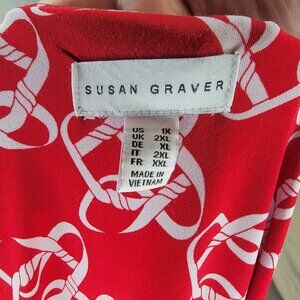 SUSAN GRAVER
US 1X
UK 2XL
DE XL
IT 2XL
FR XXL
MADE IN
VIETNAM